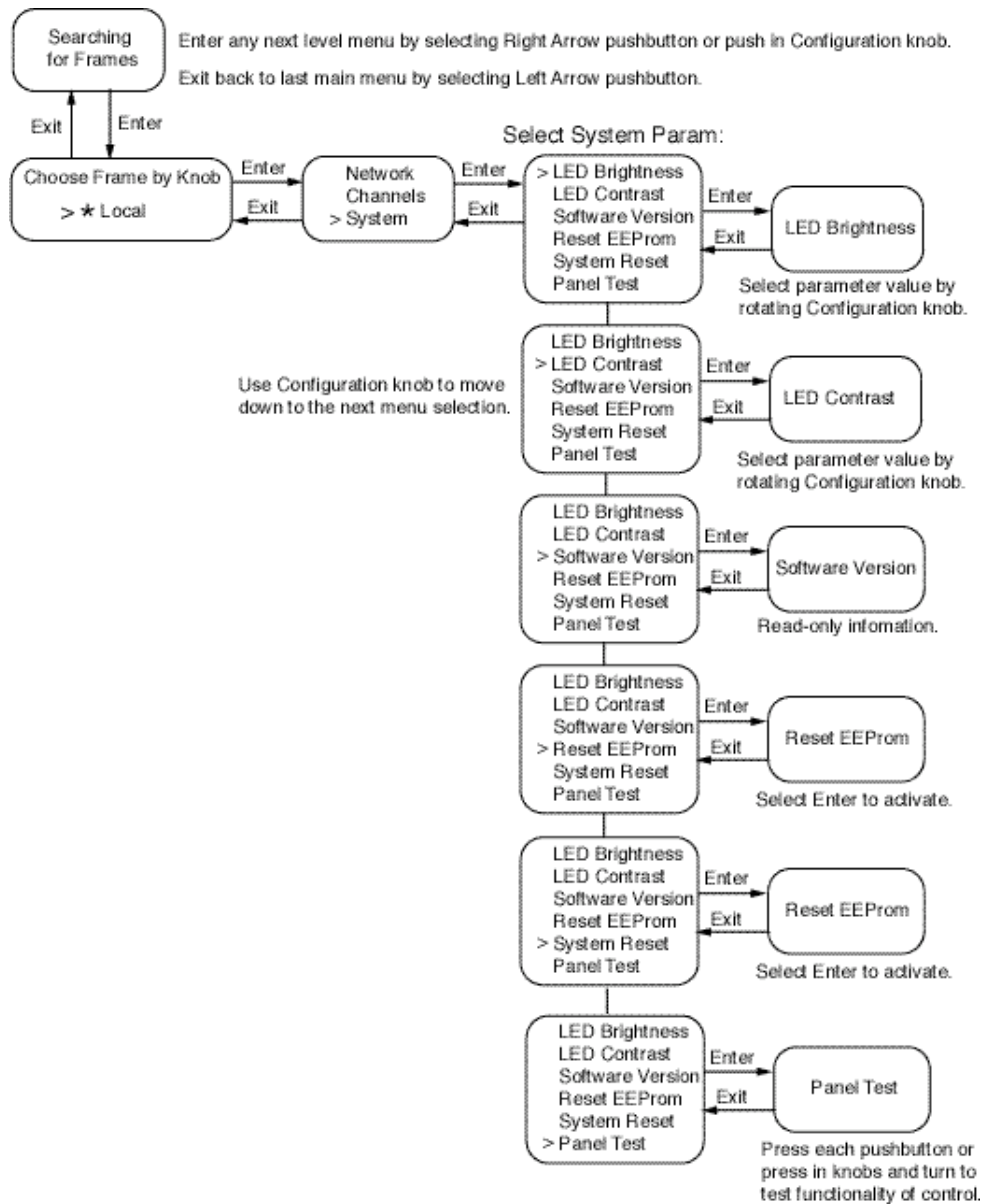 Searching
for Frames
Enter any next level menu by selecting Right Arrow pushbutton or push in Configuration knob.
Exit back to last main menu by selecting Left Arrow pushbutton.
Exit
Enter
Select System Param:
Choose Frame by Knob
> * Local
Enter
Exit
Network
Channels
> System
Enter
Exit
> LED Brightness
LED Contrast
Software Version
Reset EEProm
System Reset
Panel Test
Enter
Exit
LED Brightness
Select parameter value by
rotating Configuration knob.
Use Configuration knob to move
down to the next menu selection.
LED Brightness
> LED Contrast
Software Version
Reset EEProm
System Reset
Panel Test
Enter
Exit
LED Contrast
Select parameter value by
rotating Configuration knob.
LED Brightness
LED Contrast
> Software Version
Reset EEProm
System Reset
Panel Test
Enter
Exit
Software Version
Read-only infomation.
LED Brightness
LED Contrast
Software Version
> Reset EEProm
System Reset
Panel Test
Enter
Exit
Reset EEProm
Select Enter to activate.
LED Brightness
LED Contrast
Software Version
Reset EEProm
> System Reset
Panel Test
Enter
Exit
Reset EEProm
Select Enter to activate.
LED Brightness
LED Contrast
Software Version
Reset EEProm
System Reset
> Panel Test
Enter
Exit
Panel Test
Press each pushbutton or
press in knobs and turn to
test functionality of control.